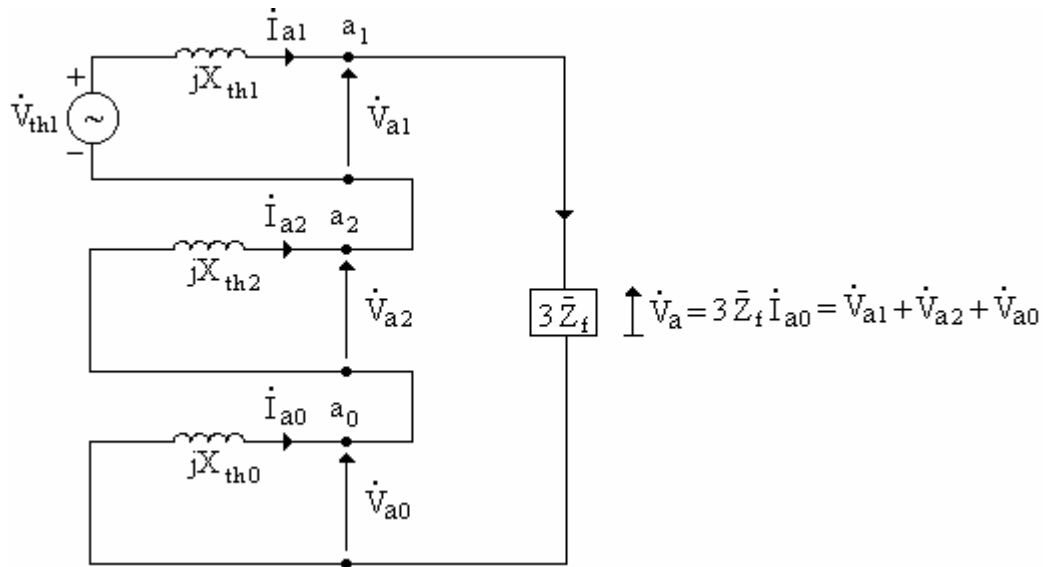 İa1 a1
jXth1
+
V̇th1
~
−
V̇a1
İa2 a2
jXth2
V̇a2
3Z̄f
V̇a = 3Z̄f İa0 = V̇a1 + V̇a2 + V̇a0
İa0 a0
jXth0
V̇a0